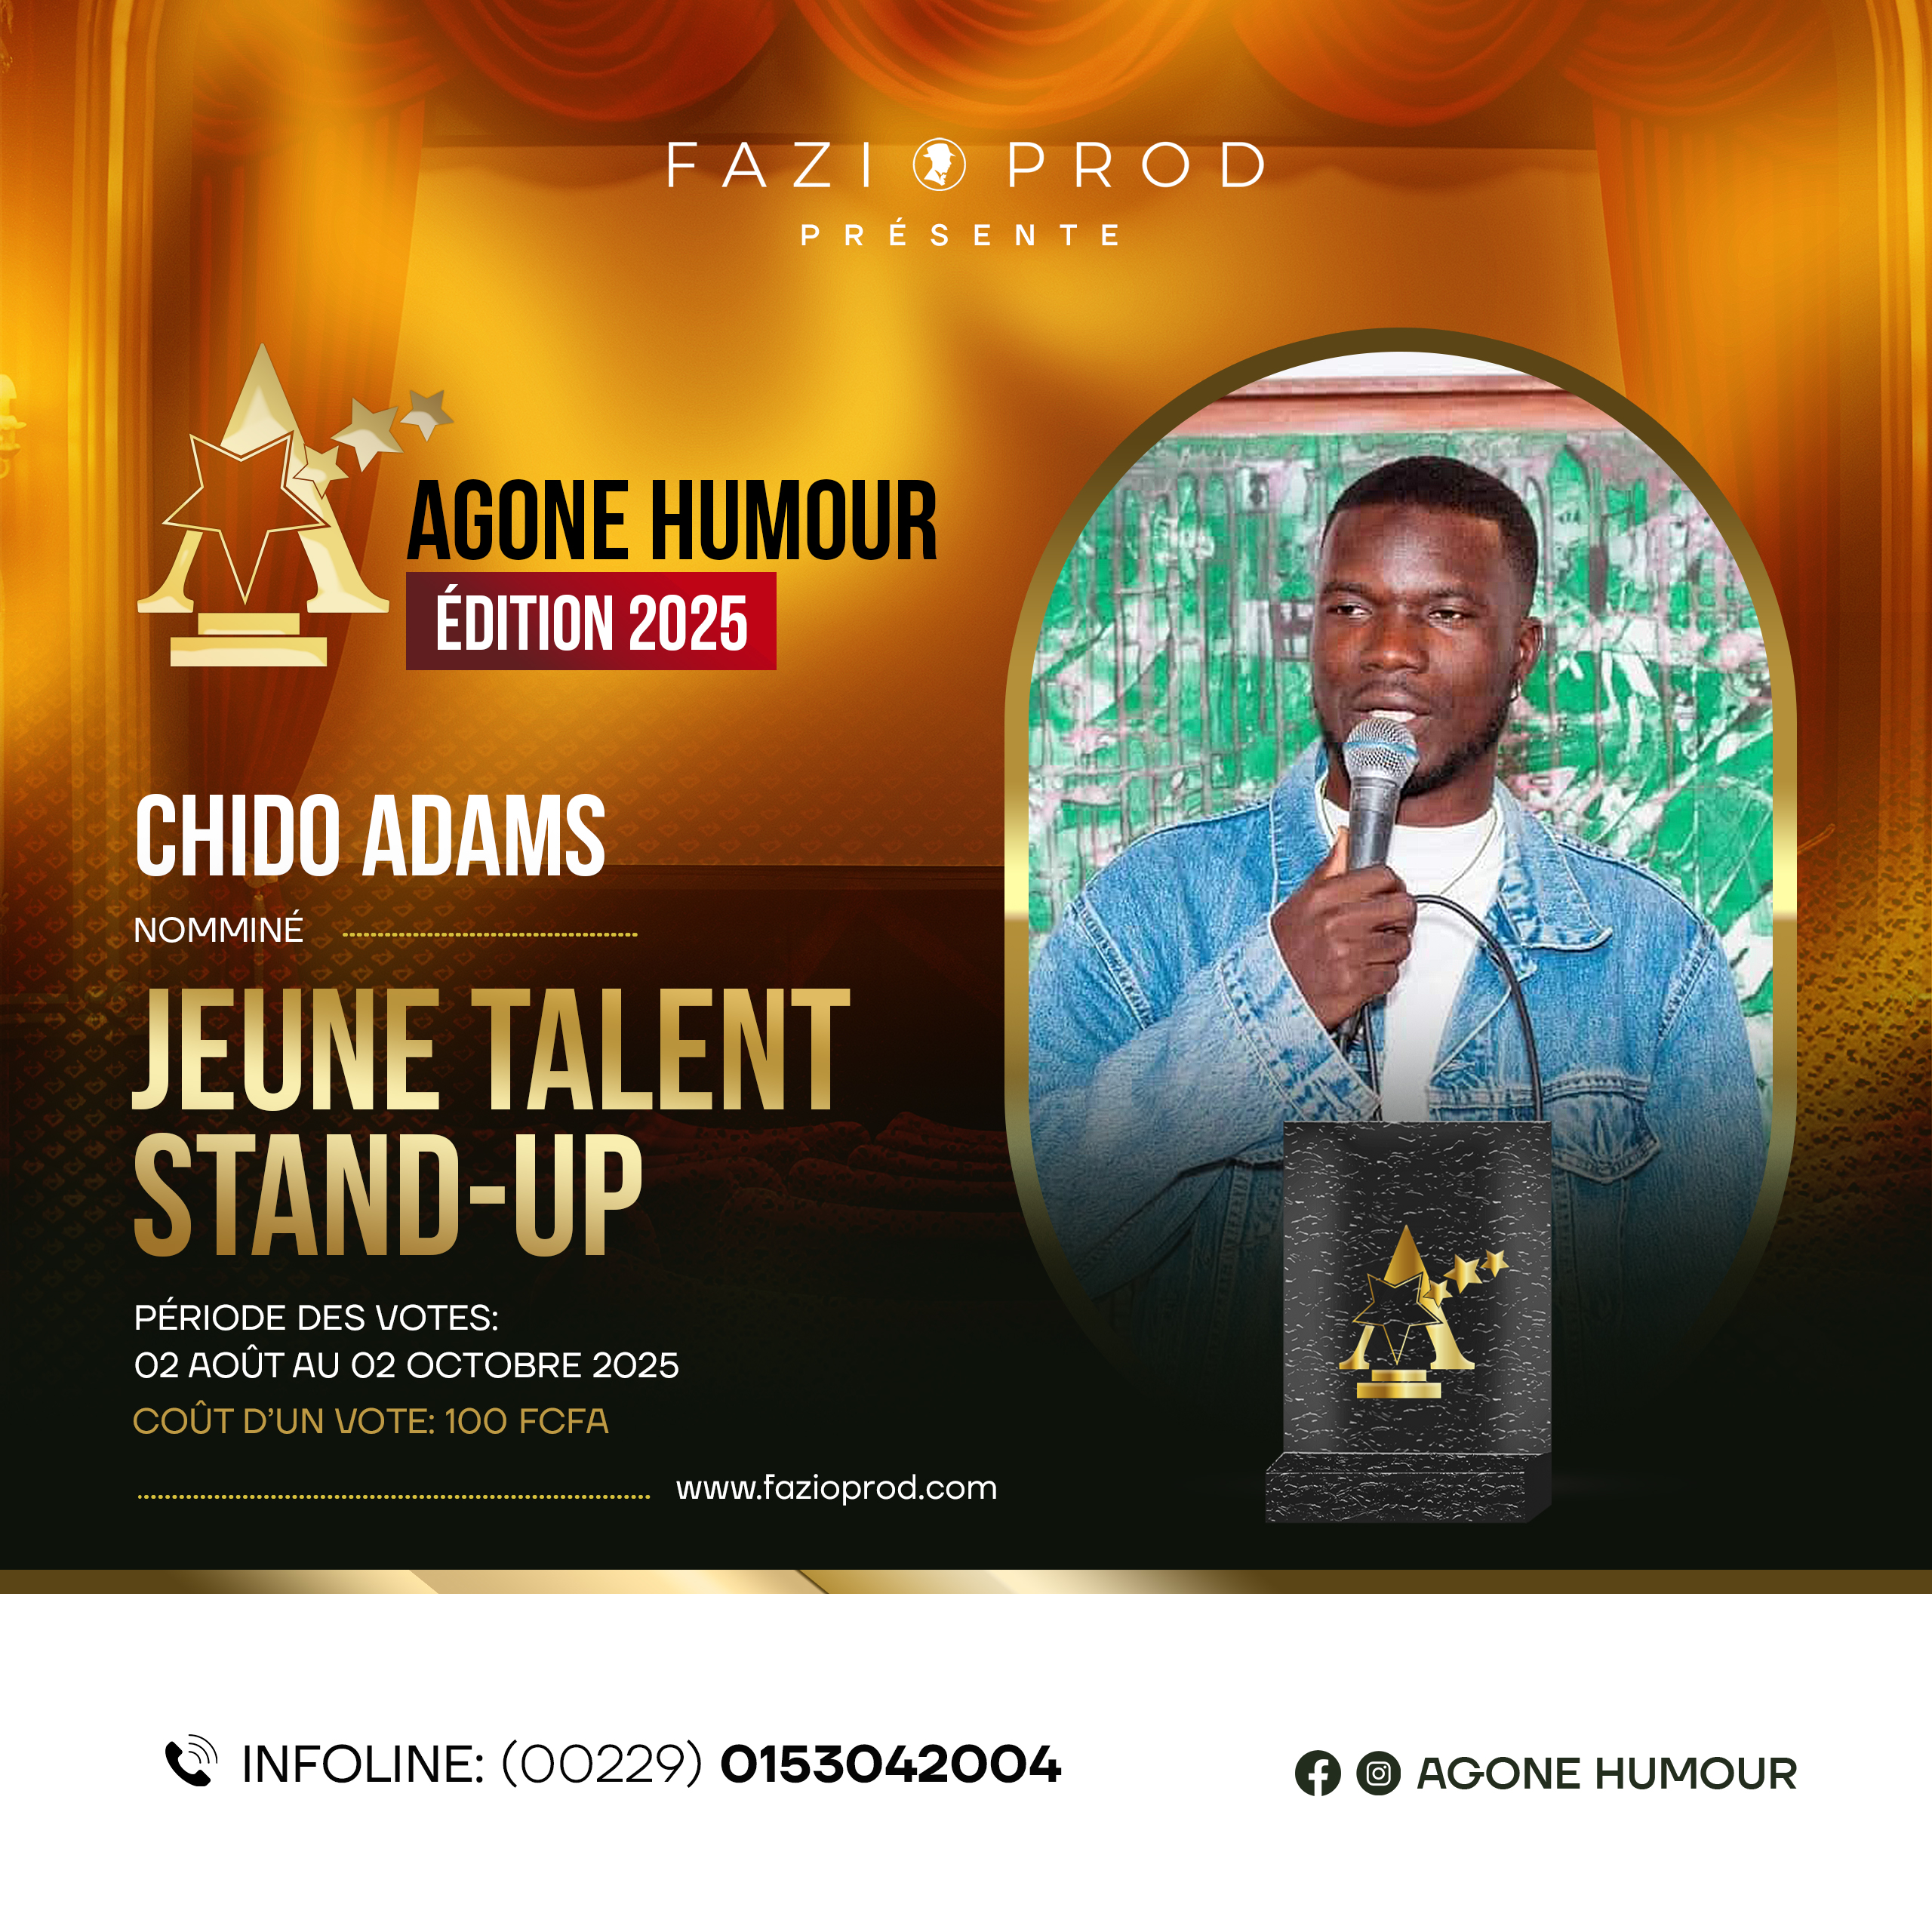 FAZIO PROD
PRÉSENTE
AGONE HUMOUR
ÉDITION 2025
CHIDO ADAMS
NOMMINÉ
JEUNE TALENT
STAND-UP
PÉRIODE DES VOTES:
02 AOÛT AU 02 OCTOBRE 2025
COÛT D'UN VOTE: 100 FCFA
www.fazioprod.com
INFOLINE: (00229) 0153042004
AGONE HUMOUR